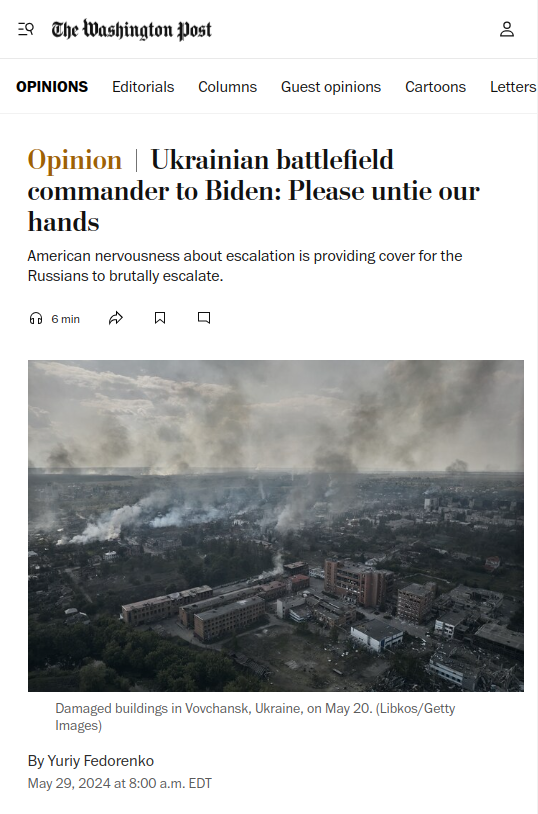 The Washington Post
OPINIONS Editorials Columns Guest opinions Cartoons Letters
Opinion | Ukrainian battlefield
commander to Biden: Please untie our
hands
American nervousness about escalation is providing cover for the
Russians to brutally escalate.
6 min
Damaged buildings in Vovchansk, Ukraine, on May 20. (Libkos/Getty
Images)
By Yuriy Fedorenko
May 29, 2024 at 8:00 a.m. EDT